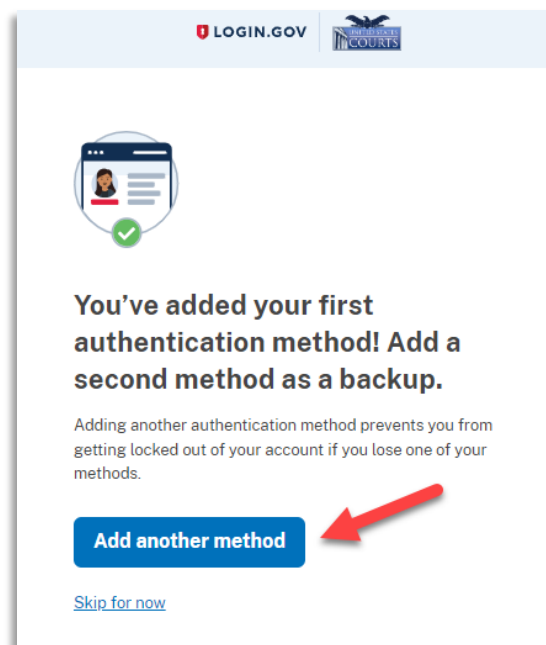 LOGIN.GOV
UNITED STATES
COURTS
You’ve added your first
authentication method! Add a
second method as a backup.
Adding another authentication method prevents you from
getting locked out of your account if you lose one of your
methods.
Add another method
Skip for now